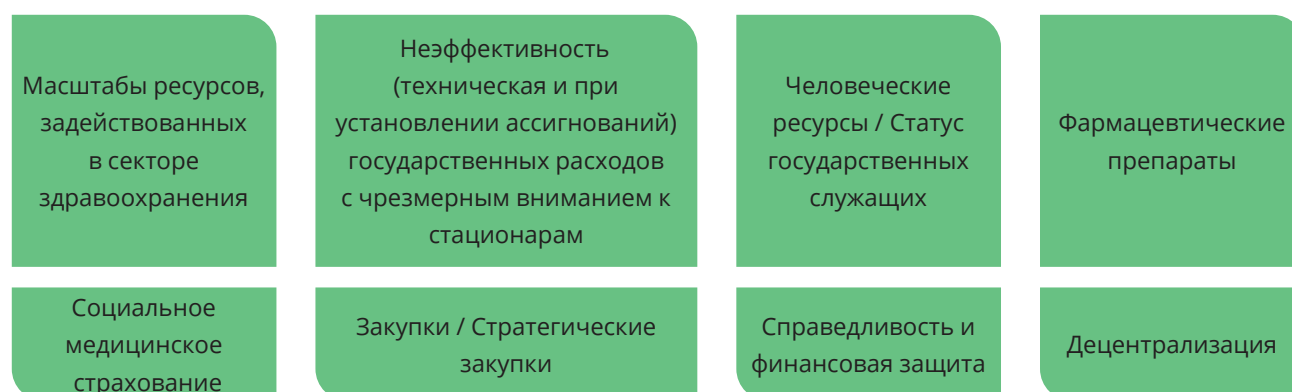 Масштабы ресурсов,
задействованных
в секторе
здравоохранения
Неэффективность
(техническая и при
установлении ассигнований)
государственных расходов
с чрезмерным вниманием к
стационарам
Человеческие
ресурсы / Статус
государственных
служащих
Фармацевтические
препараты
Социальное
медицинское
страхование
Закупки / Стратегические
закупки
Справедливость и
финансовая защита
Децентрализация